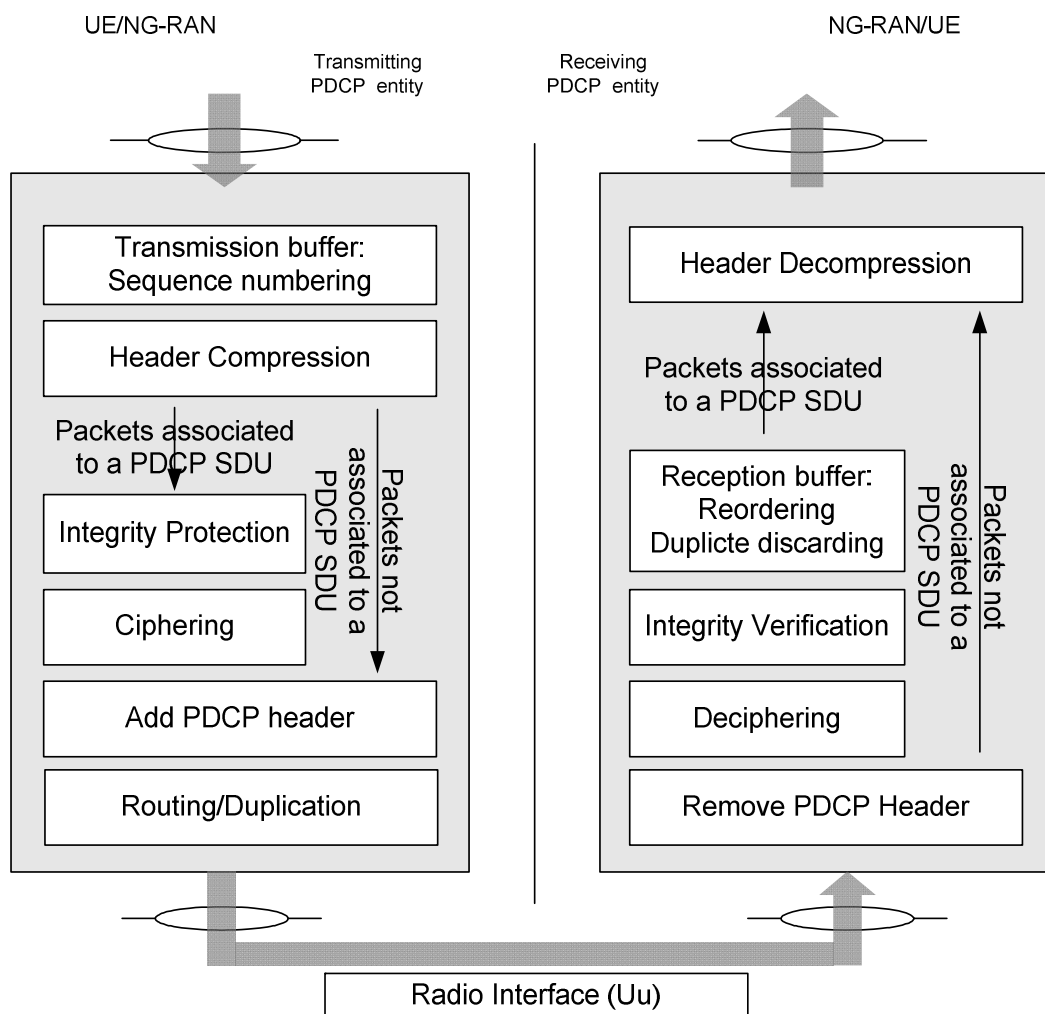 UE/NG-RAN
NG-RAN/UE
Transmitting
PDCP entity
Receiving
PDCP entity
Transmission buffer:
Sequence numbering
Header Compression
Packets associated
to a PDCP SDU
Packets not
associated to a
PDCP SDU
Integrity Protection
Ciphering
Add PDCP header
Routing/Duplication
Header Decompression
Packets associated
to a PDCP SDU
Reception buffer:
Reordering
Duplicte discarding
Packets not
associated to a
PDCP SDU
Integrity Verification
Deciphering
Remove PDCP Header
Radio Interface (Uu)